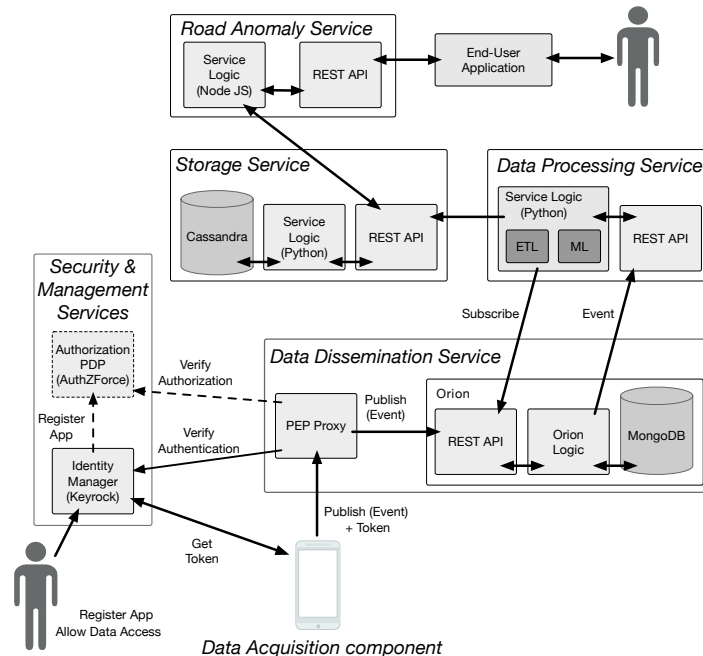 Road Anomaly Service
Service
Logic
(Node JS)
REST API
End-User
Application
Storage Service
Cassandra
Service
Logic
(Python)
REST API
Data Processing Service
Service Logic
(Python)
ETL
ML
REST API
Security &
Management
Services
Authorization
PDP
(AuthZForce)
Register
App
Identity
Manager
(Keyrock)
Verify
Authorization
Verify
Authentication
Subscribe
Event
Data Dissemination Service
PEP Proxy
Publish
(Event)
Orion
REST API
Orion
Logic
MongoDB
Publish (Event)
+ Token
Get
Token
Register App
Allow Data Access
Data Acquisition component